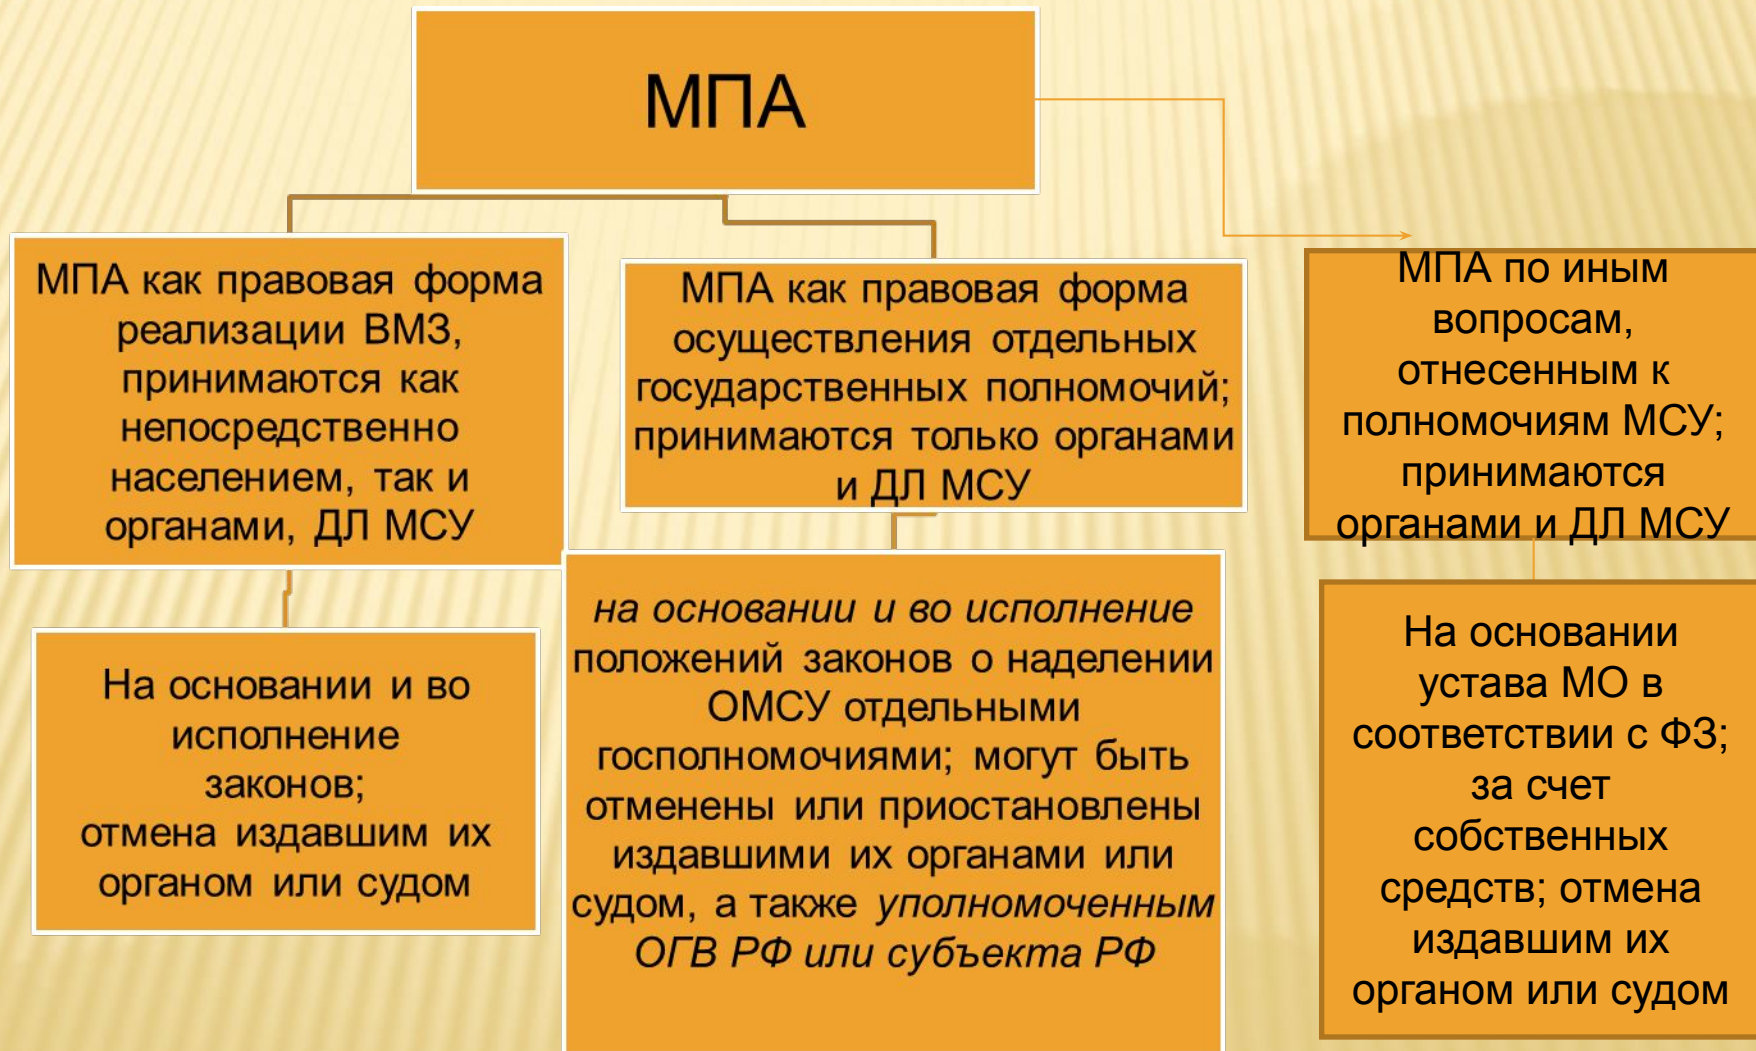 МПА
МПА как правовая форма
реализации ВМЗ,
принимаются как
непосредственно
населением, так и
органами, ДЛ МСУ
МПА как правовая форма
осуществления отдельных
государственных полномочий;
принимаются только органами
и ДЛ МСУ
МПА по иным
вопросам,
отнесенным к
полномочиям МСУ;
принимаются
органами и ДЛ МСУ
На основании и во
исполнение
законов;
отмена издавшим их
органом или судом
на основании и во исполнение
положений законов о наделении
ОМСУ отдельными
госполномочиями; могут быть
отменены или приостановлены
издавшими их органами или
судом, а также уполномоченным
ОГВ РФ или субъекта РФ
На основании
устава МО в
соответствии с ФЗ;
за счет
собственных
средств; отмена
издавшим их
органом или судом